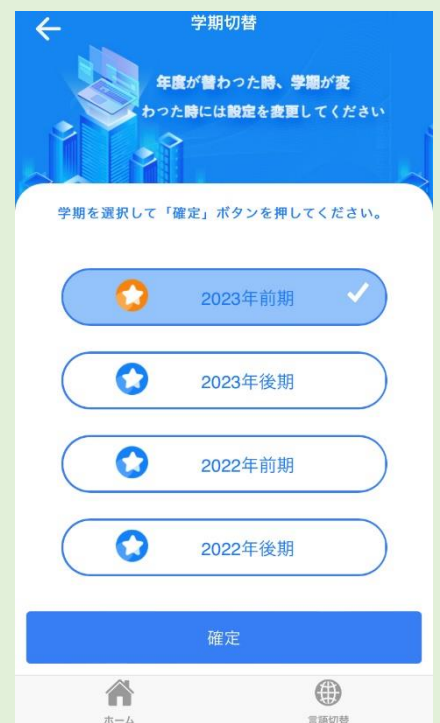 学期切替
年度が替わった時、学期が変
わった時には設定を変更してください
学期を選択して「確定」ボタンを押してください。
2023年前期
2023年後期
2022年前期
2022年後期
確定
ホーム
言語切替